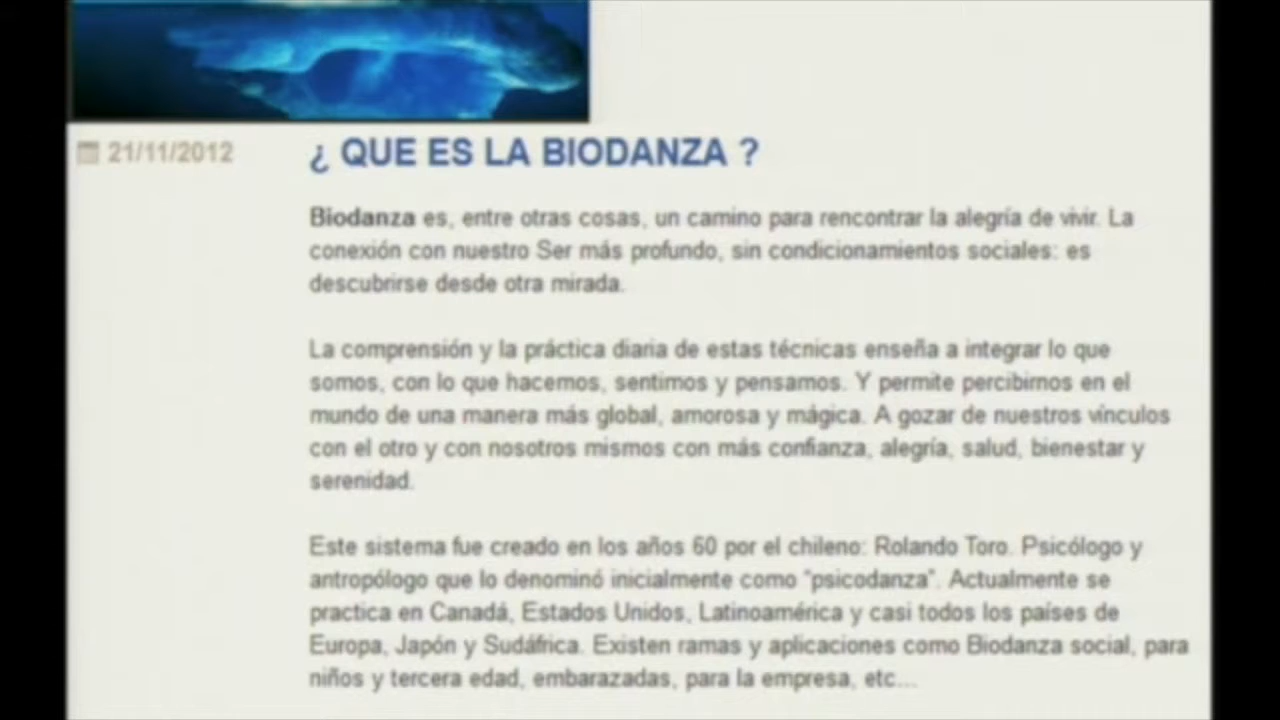 21/11/2012
¿ QUE ES LA BIODANZA ?
Biodanza es, entre otras cosas, un camino para rencontrar la alegría de vivir. La
conexión con nuestro Ser más profundo, sin condicionamientos sociales: es
descubrirse desde otra mirada.
La comprensión y la práctica diaria de estas técnicas enseña a integrar lo que
somos, con lo que hacemos, sentimos y pensamos. Y permite percibirnos en el
mundo de una manera más global, amorosa y mágica. A gozar de nuestros vínculos
con el otro y con nosotros mismos con más confianza, alegría, salud, bienestar y
serenidad.
Este sistema fue creado en los años 60 por el chileno: Rolando Toro. Psicólogo y
antropólogo que lo denominó inicialmente como "psicodanza". Actualmente se
practica en Canadá, Estados Unidos, Latinoamérica y casi todos los países de
Europa, Japón y Sudáfrica. Existen ramas y aplicaciones como Biodanza social, para
niños y tercera edad, embarazadas, para la empresa, etc...